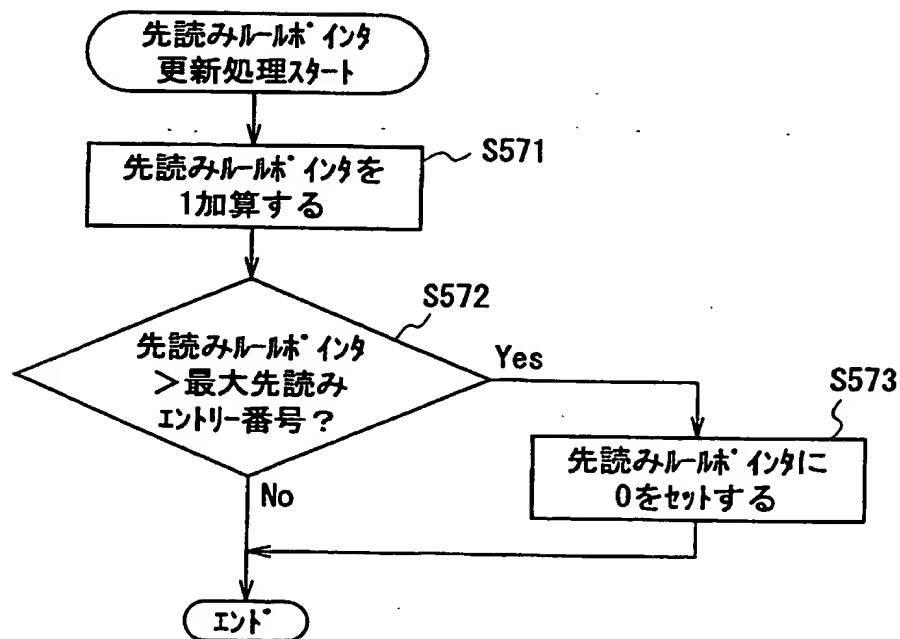 先読みﾙｰﾙﾎﾟｲﾝﾀ
更新処理ｽﾀｰﾄ
先読みﾙｰﾙﾎﾟｲﾝﾀを
1加算する
S571
先読みﾙｰﾙﾎﾟｲﾝﾀ
＞最大先読み
ｴﾝﾄﾘｰ番号？
S572
Yes
No
先読みﾙｰﾙﾎﾟｲﾝﾀに
0をｾｯﾄする
S573
ｴﾝﾄﾞ